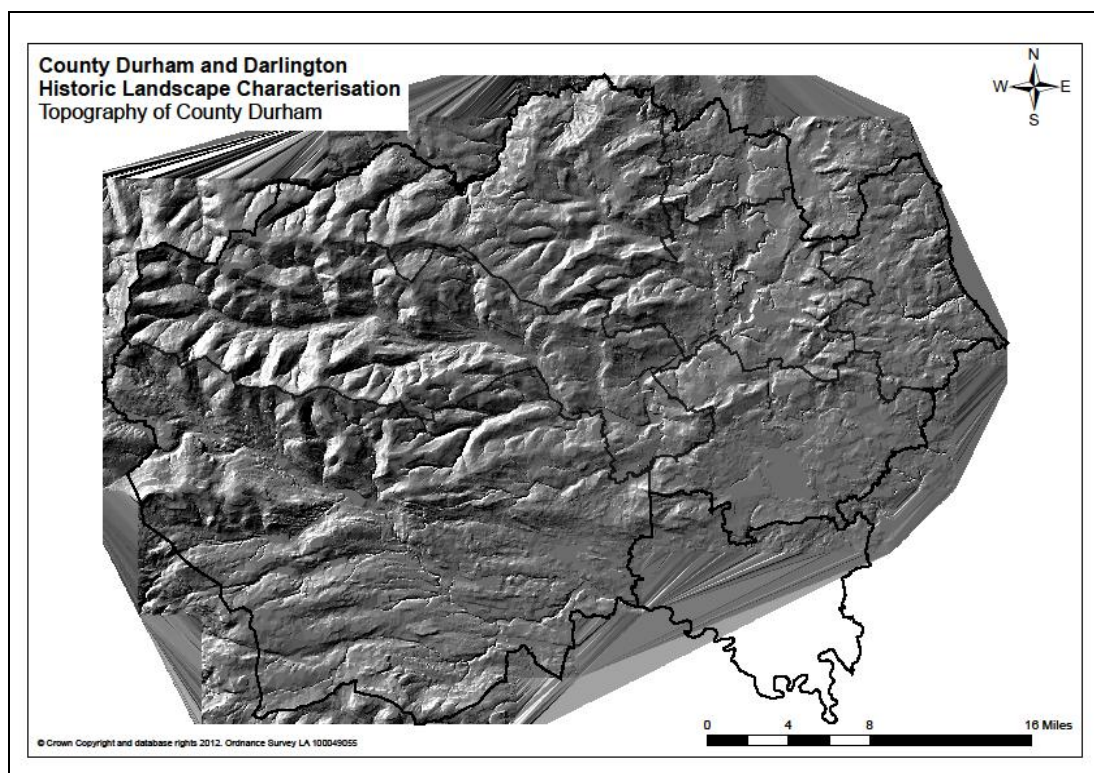 County Durham and Darlington
Historic Landscape Characterisation
Topography of County Durham
N
W E
S
0 4 8 16 Miles
© Crown Copyright and database rights 2012. Ordnance Survey LA 100049055